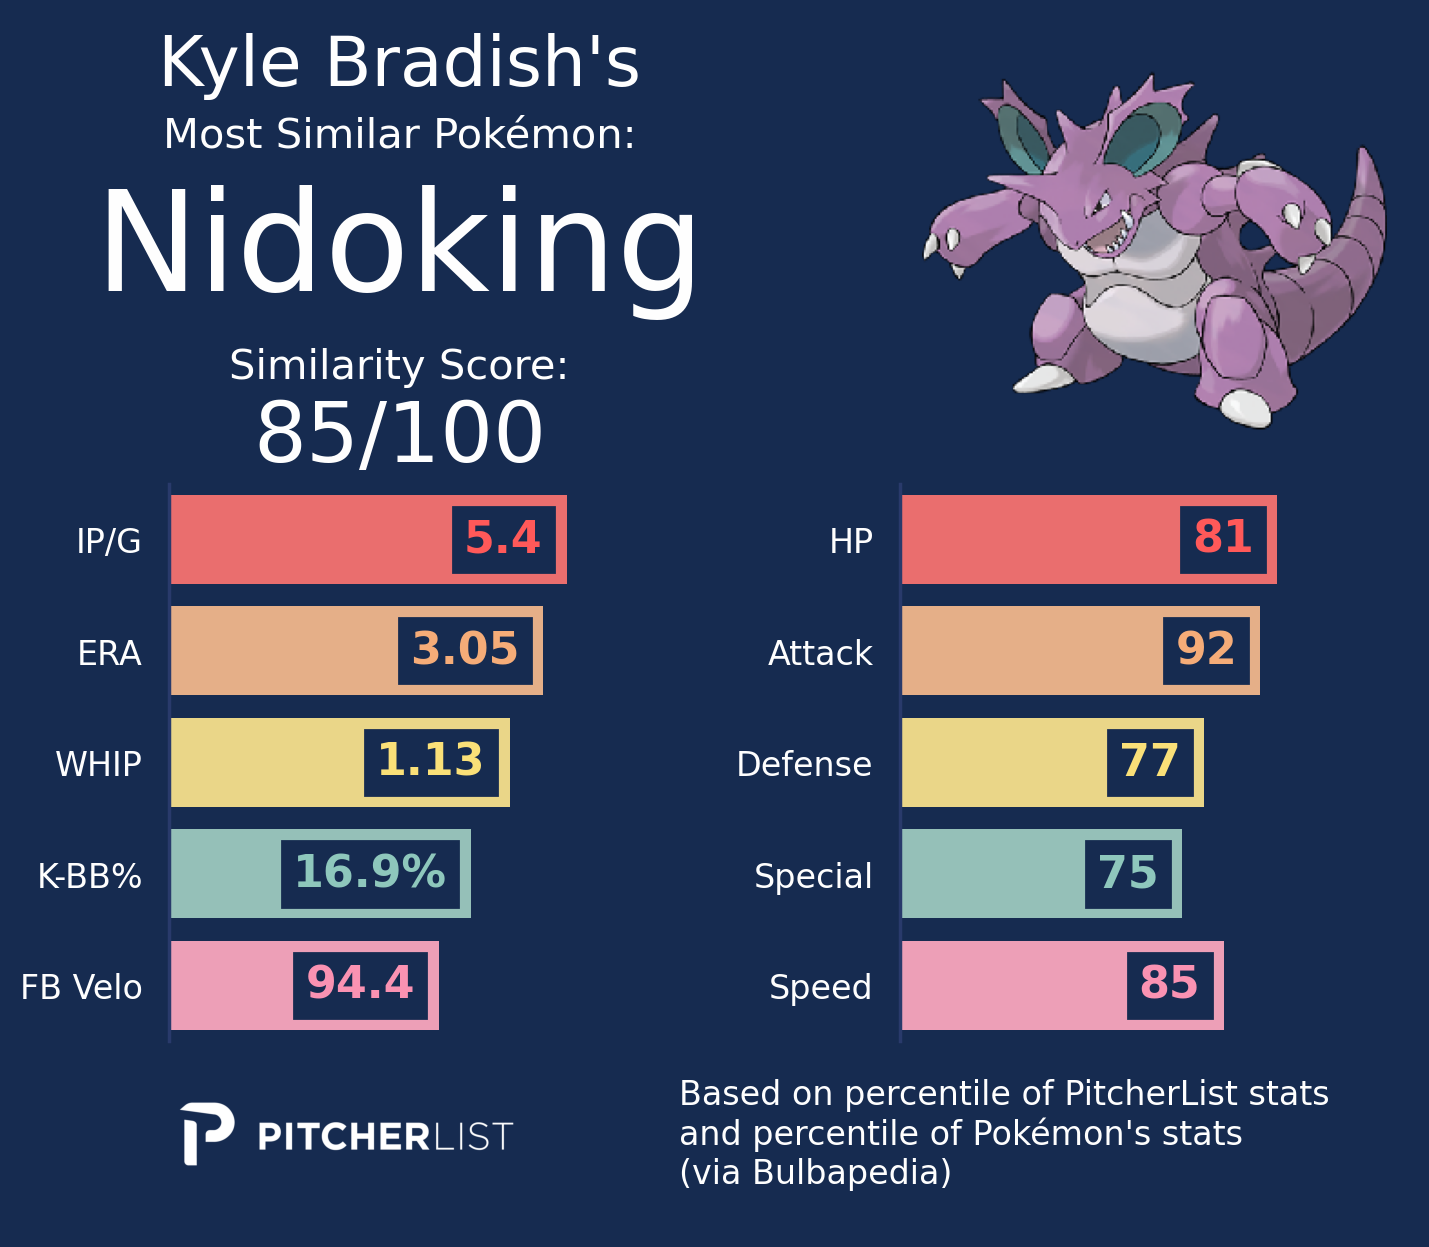 Kyle Bradish's
Most Similar Pokémon:
Nidoking
Similarity Score:
85/100
IP/G 5.4
ERA 3.05
WHIP 1.13
K-BB% 16.9%
FB Velo 94.4
HP 81
Attack 92
Defense 77
Special 75
Speed 85
PITCHERLIST
Based on percentile of PitcherList stats
and percentile of Pokémon's stats
(via Bulbapedia)